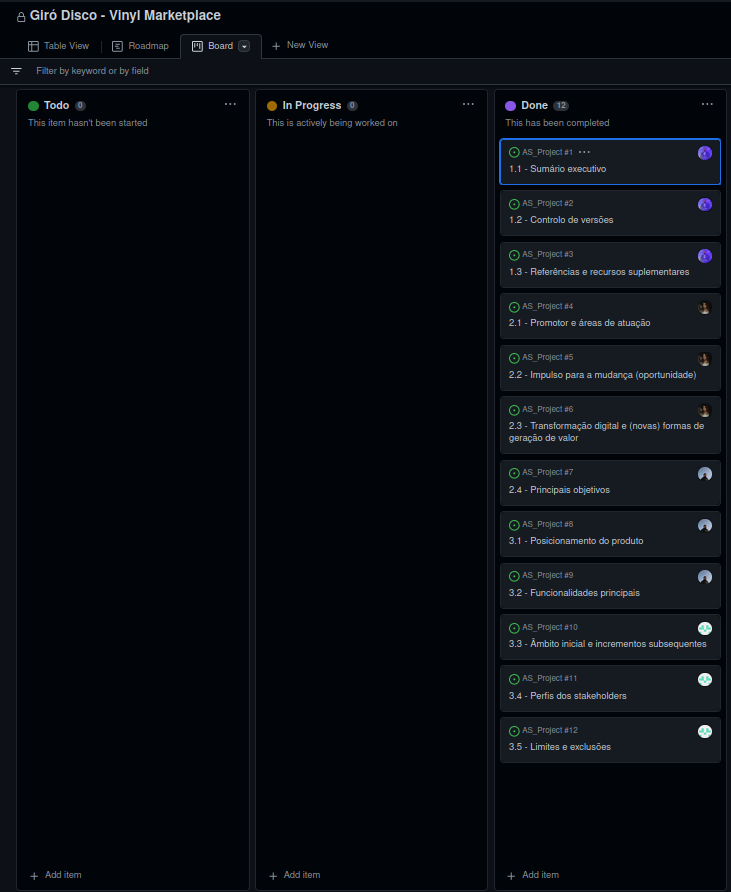 Giró Disco - Vinyl Marketplace
Table View
Roadmap
Board
New View
Filter by keyword or by field
Todo 0
This item hasn't been started
Add item
In Progress 0
This is actively being worked on
Add item
Done 12
This has been completed
AS_Project #1
1.1 - Sumário executivo
AS_Project #2
1.2 - Controlo de versões
AS_Project #3
1.3 - Referências e recursos suplementares
AS_Project #4
2.1 - Promotor e áreas de atuação
AS_Project #5
2.2 - Impulso para a mudança (oportunidade)
AS_Project #6
2.3 - Transformação digital e (novas) formas de
geração de valor
AS_Project #7
2.4 - Principais objetivos
AS_Project #8
3.1 - Posicionamento do produto
AS_Project #9
3.2 - Funcionalidades principais
AS_Project #10
3.3 - Âmbito inicial e incrementos subsequentes
AS_Project #11
3.4 - Perfis dos stakeholders
AS_Project #12
3.5 - Limites e exclusões
Add item